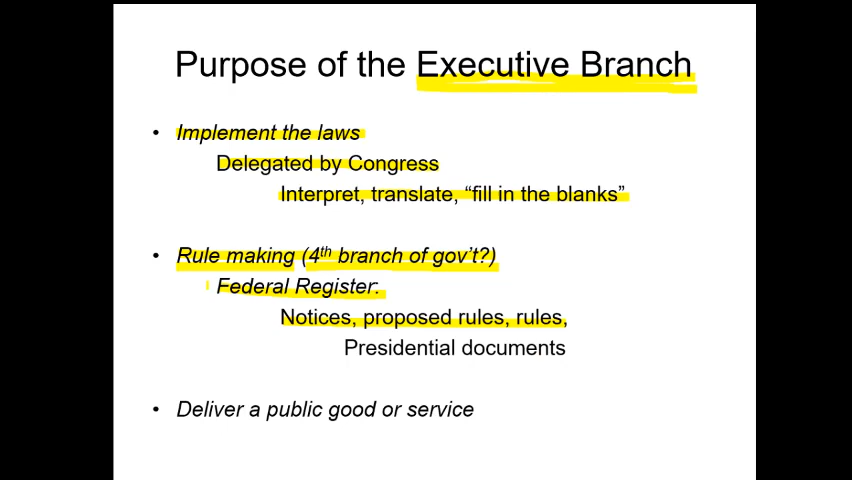 Purpose of the Executive Branch
• Implement the laws
Delegated by Congress
Interpret, translate, “fill in the blanks”
• Rule making (4th branch of gov’t?)
Federal Register:
Notices, proposed rules, rules,
Presidential documents
• Deliver a public good or service